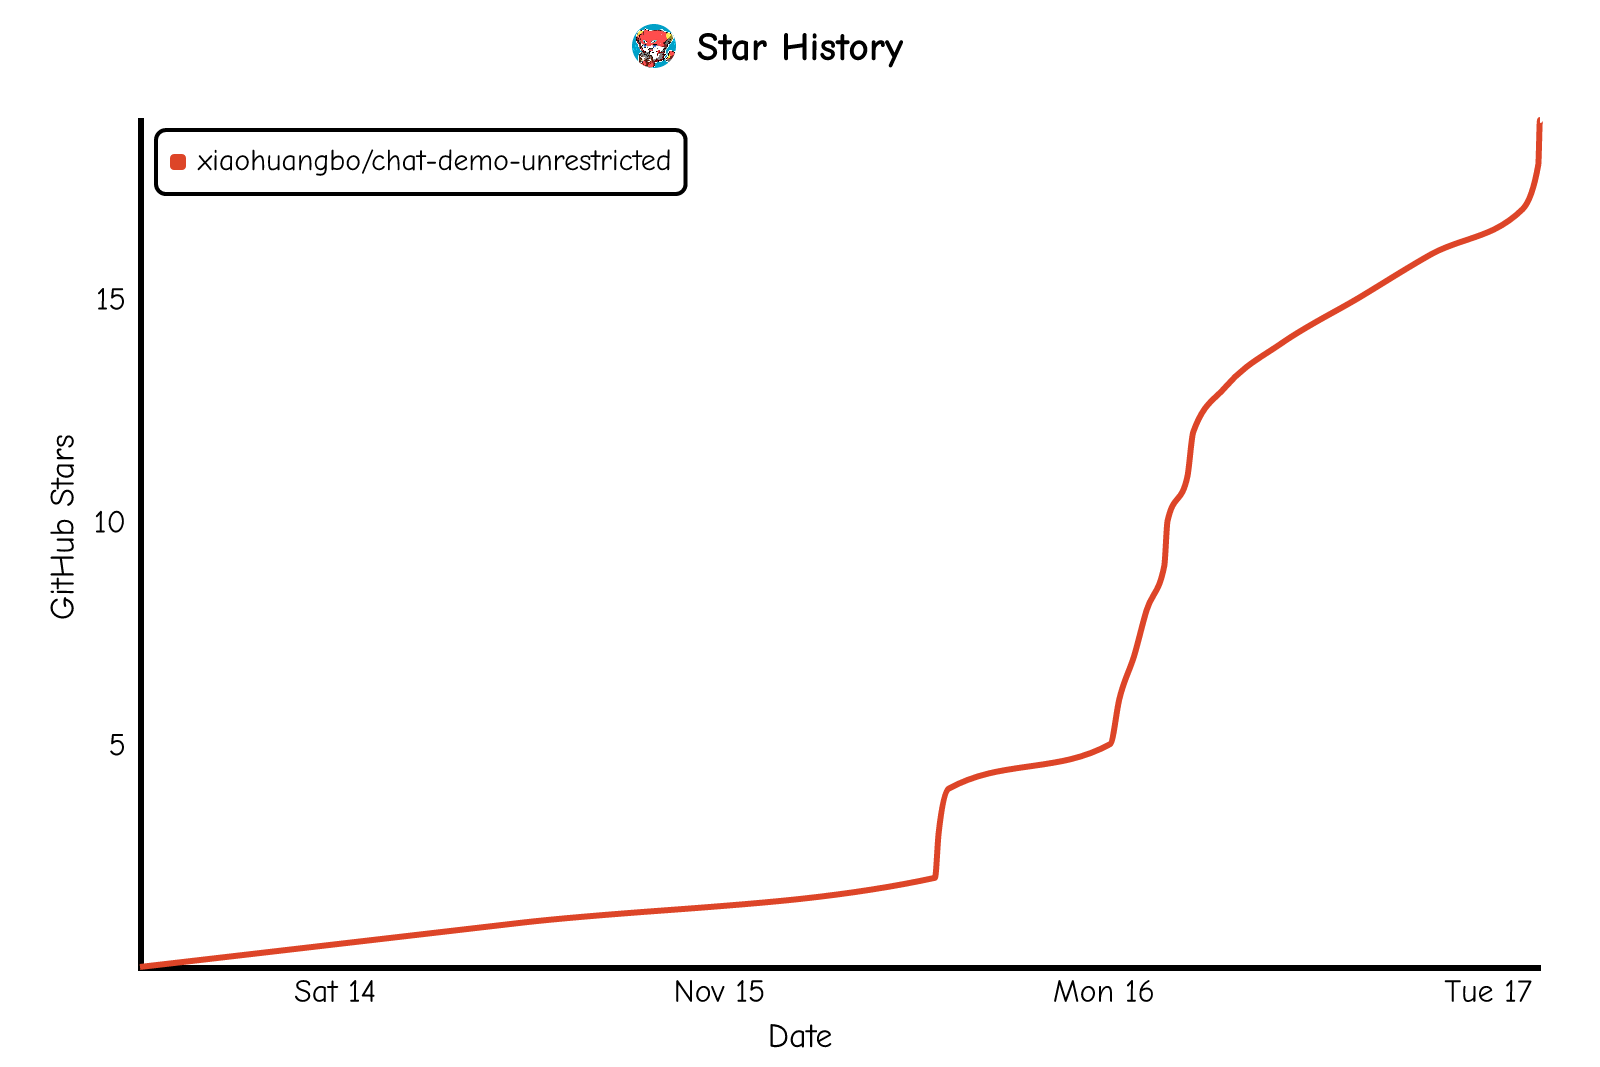 Star History
xiaohuangbo/chat-demo-unrestricted
15
10
5
GitHub Stars
Sat 14
Nov 15
Mon 16
Tue 17
Date